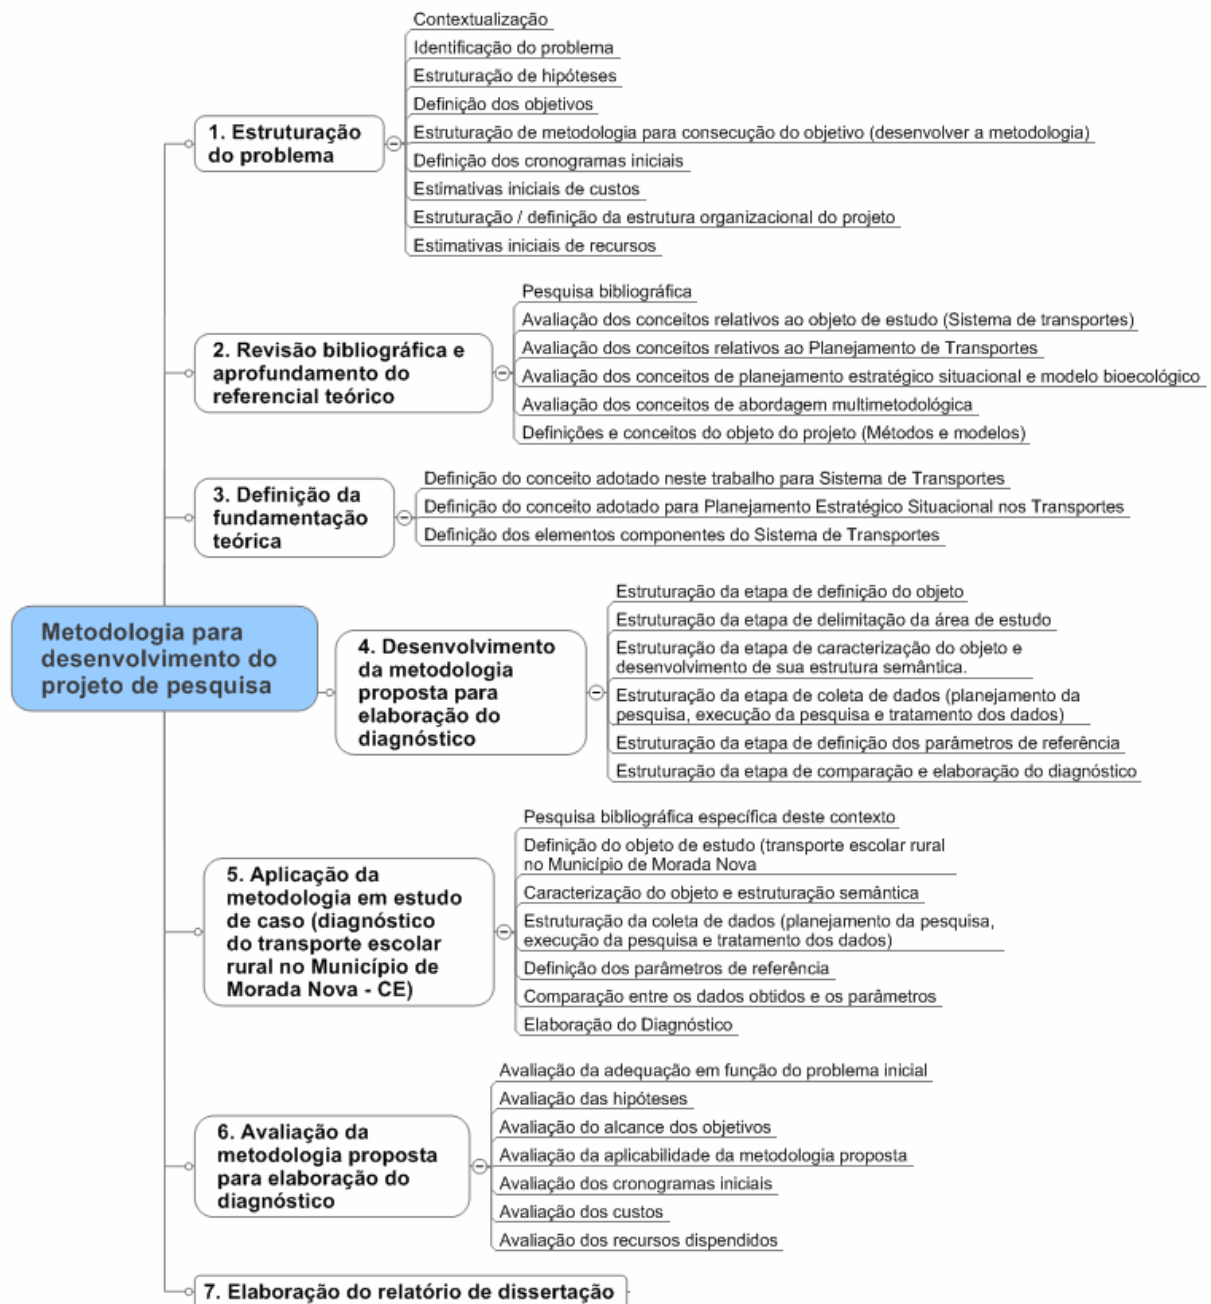 Metodologia para
desenvolvimento do
projeto de pesquisa
1. Estruturação
do problema
Contextualização
Identificação do problema
Estruturação de hipóteses
Definição dos objetivos
Estruturação de metodologia para consecução do objetivo (desenvolver a metodologia)
Definição dos cronogramas iniciais
Estimativas iniciais de custos
Estruturação / definição da estrutura organizacional do projeto
Estimativas iniciais de recursos
2. Revisão bibliográfica e
aprofundamento do
referencial teórico
Pesquisa bibliográfica
Avaliação dos conceitos relativos ao objeto de estudo (Sistema de transportes)
Avaliação dos conceitos relativos ao Planejamento de Transportes
Avaliação dos conceitos de planejamento estratégico situacional e modelo bioecológico
Avaliação dos conceitos de abordagem multimetodológica
Definições e conceitos do objeto do projeto (Métodos e modelos)
3. Definição da
fundamentação
teórica
Definição do conceito adotado neste trabalho para Sistema de Transportes
Definição do conceito adotado para Planejamento Estratégico Situacional nos Transportes
Definição dos elementos componentes do Sistema de Transportes
4. Desenvolvimento
da metodologia
proposta para
elaboração do
diagnóstico
Estruturação da etapa de definição do objeto
Estruturação da etapa de delimitação da área de estudo
Estruturação da etapa de caracterização do objeto e
desenvolvimento de sua estrutura semântica.
Estruturação da etapa de coleta de dados (planejamento da
pesquisa, execução da pesquisa e tratamento dos dados)
Estruturação da etapa de definição dos parâmetros de referência
Estruturação da etapa de comparação e elaboração do diagnóstico
5. Aplicação da
metodologia em estudo
de caso (diagnóstico
do transporte escolar
rural no Município de
Morada Nova - CE)
Pesquisa bibliográfica específica deste contexto
Definição do objeto de estudo (transporte escolar rural
no Município de Morada Nova
Caracterização do objeto e estruturação semântica
Estruturação da coleta de dados (planejamento da pesquisa,
execução da pesquisa e tratamento dos dados)
Definição dos parâmetros de referência
Comparação entre os dados obtidos e os parâmetros
Elaboração do Diagnóstico
6. Avaliação da
metodologia proposta
para elaboração do
diagnóstico
Avaliação da adequação em função do problema inicial
Avaliação das hipóteses
Avaliação do alcance dos objetivos
Avaliação da aplicabilidade da metodologia proposta
Avaliação dos cronogramas iniciais
Avaliação dos custos
Avaliação dos recursos dispendidos
7. Elaboração do relatório de dissertação